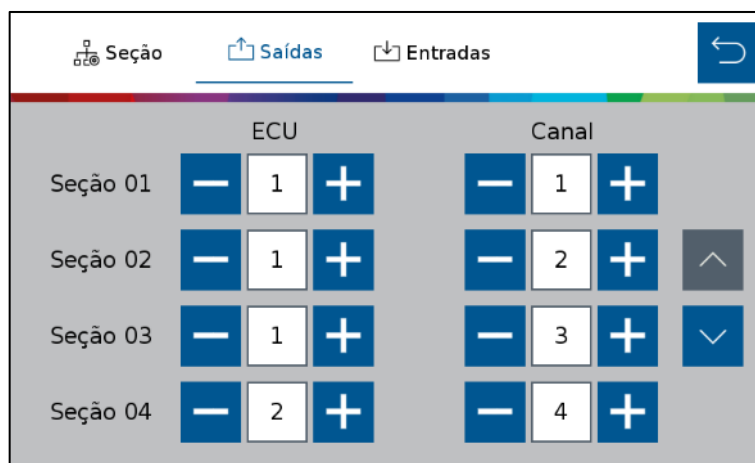 Seção Saídas Entradas
ECU Canal
Seção 01 1 1
Seção 02 1 2
Seção 03 1 3
Seção 04 2 4